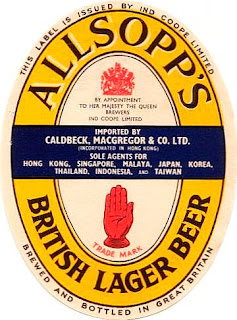 THIS LABEL IS ISSUED BY IND COOPE LIMITED
ALLSOPP'S
BY APPOINTMENT
TO HER MAJESTY THE QUEEN
BREWERS
IND COOPE LIMITED
IMPORTED BY
CALDBECK, MACGREGOR & CO. LTD.
(INCORPORATED IN HONG KONG)
SOLE AGENTS FOR
HONG KONG, SINGAPORE, MALAYA, JAPAN, KOREA,
THAILAND, INDONESIA, AND TAIWAN
TRADE MARK
BRITISH LAGER BEER
BREWED AND BOTTLED IN GREAT BRITAIN